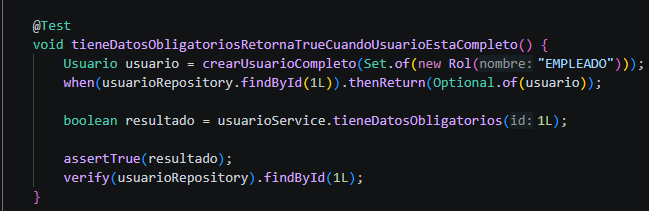 @Test
void tieneDatosObligatoriosRetornaTrueCuandoUsuarioEstaCompleto() {
Usuario usuario = crearUsuarioCompleto(Set.of(new Rol(nombre: "EMPLEADO")));
when(usuarioRepository.findById(1L)).thenReturn(Optional.of(usuario));
boolean resultado = usuarioService.tieneDatosObligatorios(id: 1L);
assertTrue(resultado);
verify(usuarioRepository).findById(1L);
}